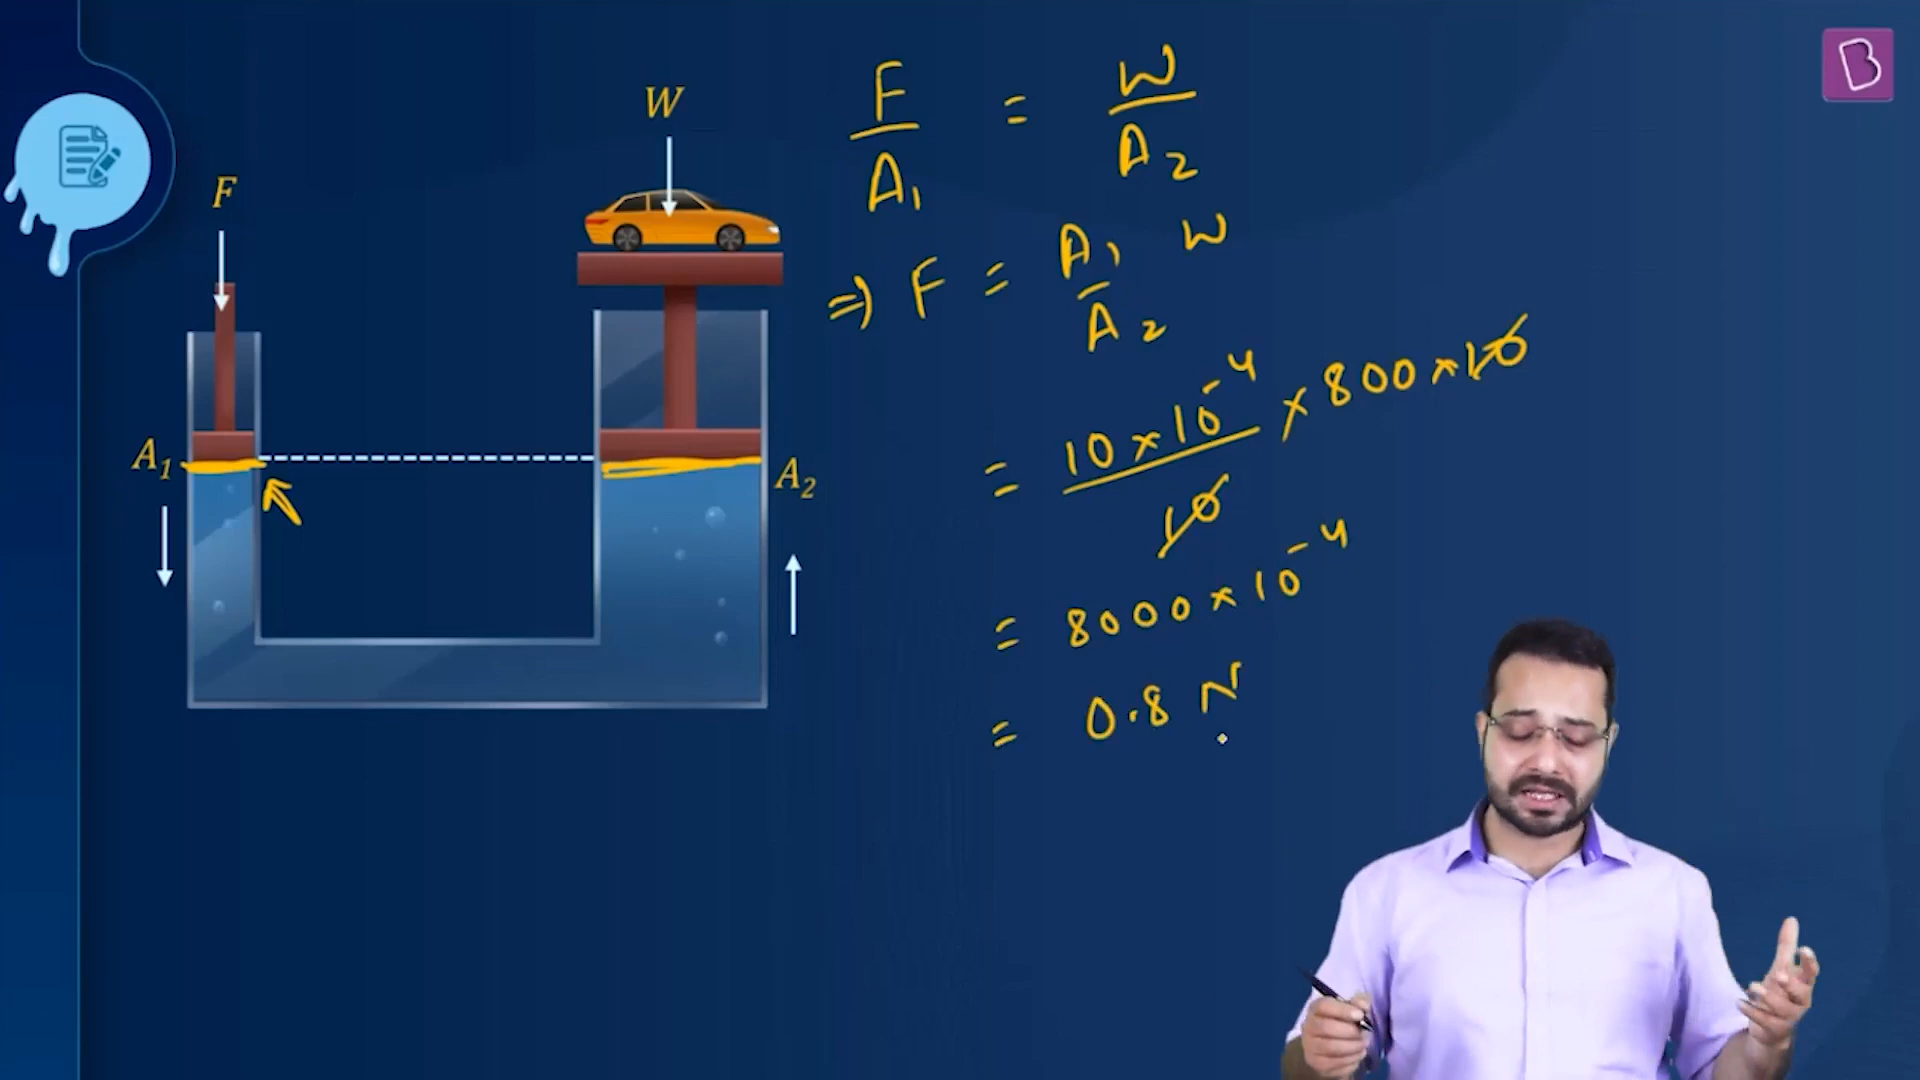 F
W
A₁
A₂
F/A₁ = W/A₂
⇒ F = A₁/A₂ W
= 10 × 10⁻⁴/10 × 800 × 10
= 8000 × 10⁻⁴
= 0.8 N
B